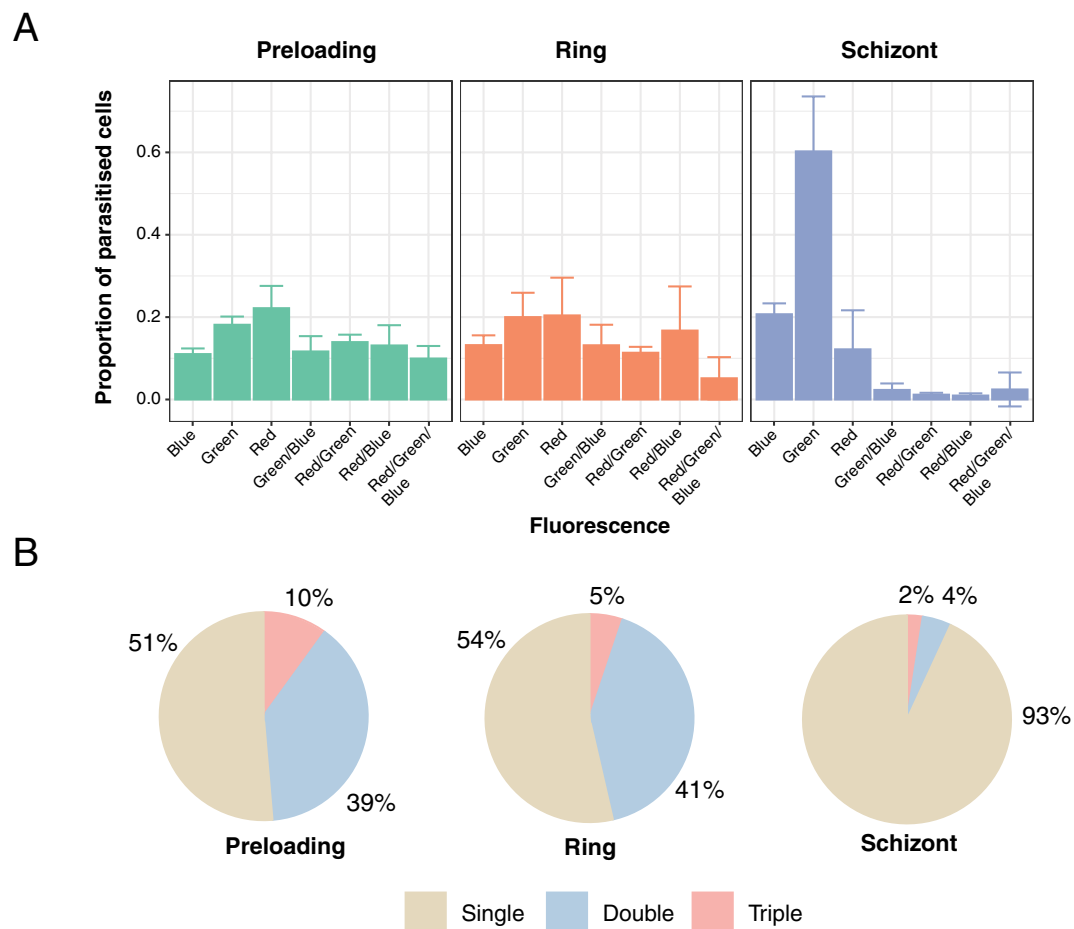 A
Preloading
Ring
Schizont
Proportion of parasitised cells
0.6
0.4
0.2
0.0
Blue
Green
Red
Green/Blue
Red/Green
Red/Blue
Red/Green/
Blue
Blue
Green
Red
Green/Blue
Red/Green
Red/Blue
Red/Green/
Blue
Blue
Green
Red
Green/Blue
Red/Green
Red/Blue
Red/Green/
Blue
Fluorescence
B
10%
51%
39%
Preloading
5%
54%
41%
Ring
2%
4%
93%
Schizont
Single
Double
Triple